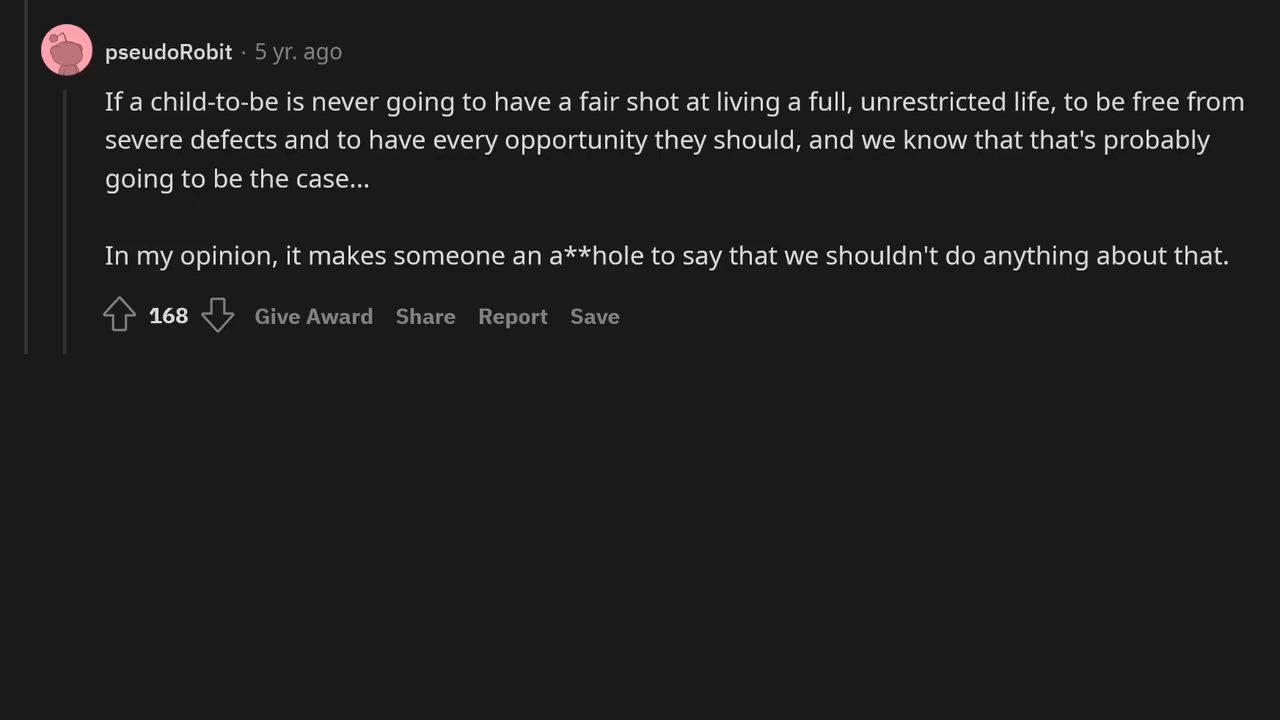 pseudoRobit · 5 yr. ago
If a child-to-be is never going to have a fair shot at living a full, unrestricted life, to be free from
severe defects and to have every opportunity they should, and we know that that's probably
going to be the case...
In my opinion, it makes someone an a**hole to say that we shouldn't do anything about that.
168 Give Award Share Report Save